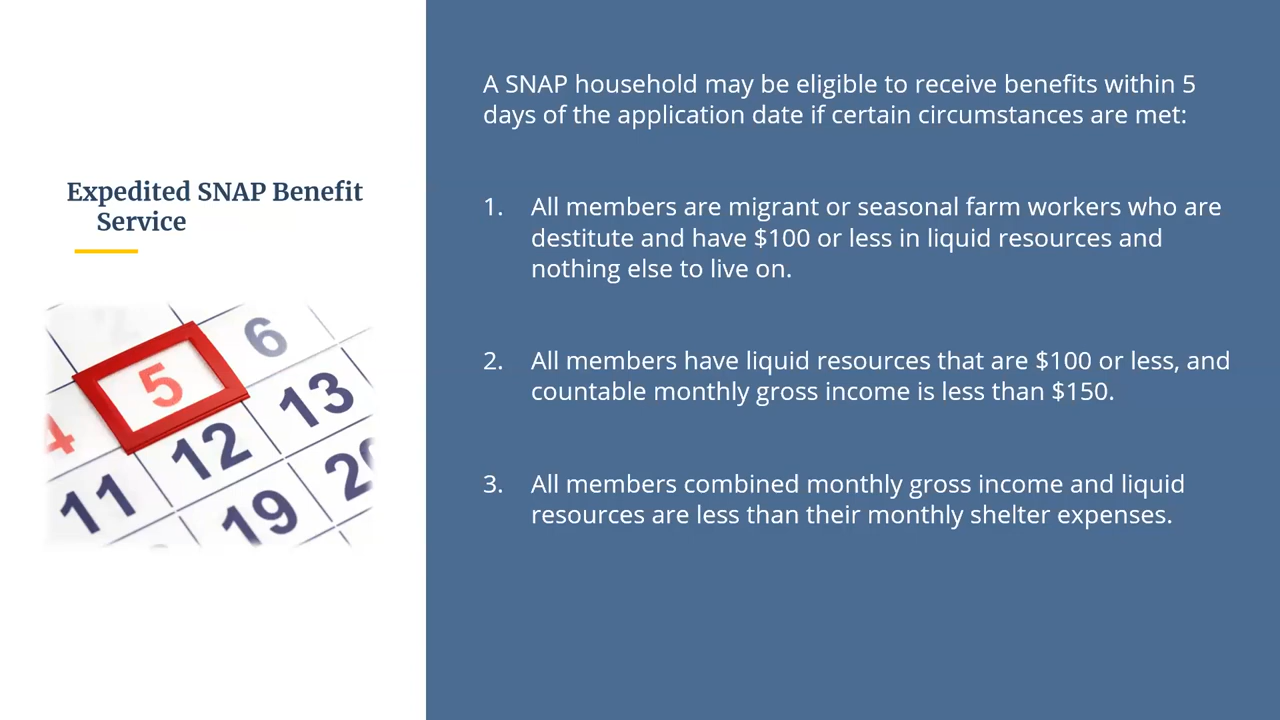 Expedited SNAP Benefit
Service
4
5
6
11
12
13
19
20
A SNAP household may be eligible to receive benefits within 5
days of the application date if certain circumstances are met:
1. All members are migrant or seasonal farm workers who are
destitute and have $100 or less in liquid resources and
nothing else to live on.
2. All members have liquid resources that are $100 or less, and
countable monthly gross income is less than $150.
3. All members combined monthly gross income and liquid
resources are less than their monthly shelter expenses.